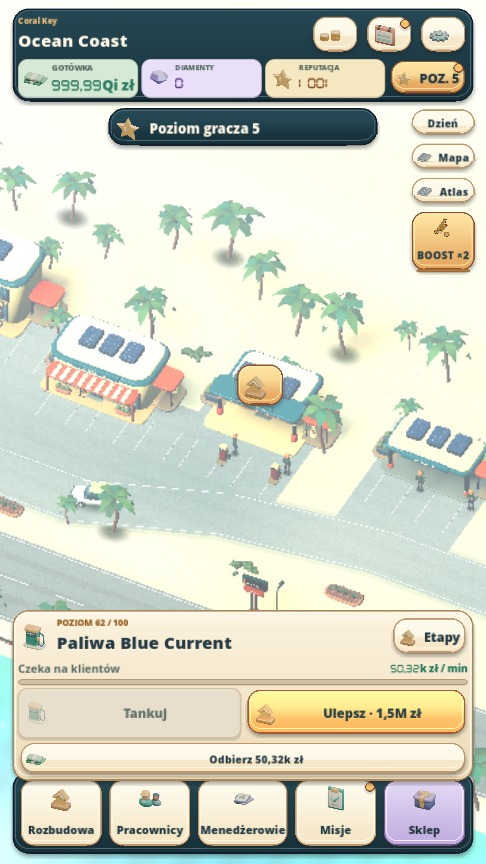 Coral Key
Ocean Coast
GOTÓWKA
999,99Qi zł
DIAMENTY
0
REPUTACJA
POZ. 5
Poziom gracza 5
Dzień
Mapa
Atlas
BOOST ×2
POZIOM 62 / 100
Paliwa Blue Current
Etapy
Czeka na klientów
50,32k zł / min
Tankuj
Ulepsz · 1,5M zł
Odbierz 50,32k zł
Rozbudowa
Pracownicy
Menedżerowie
Misje
Sklep